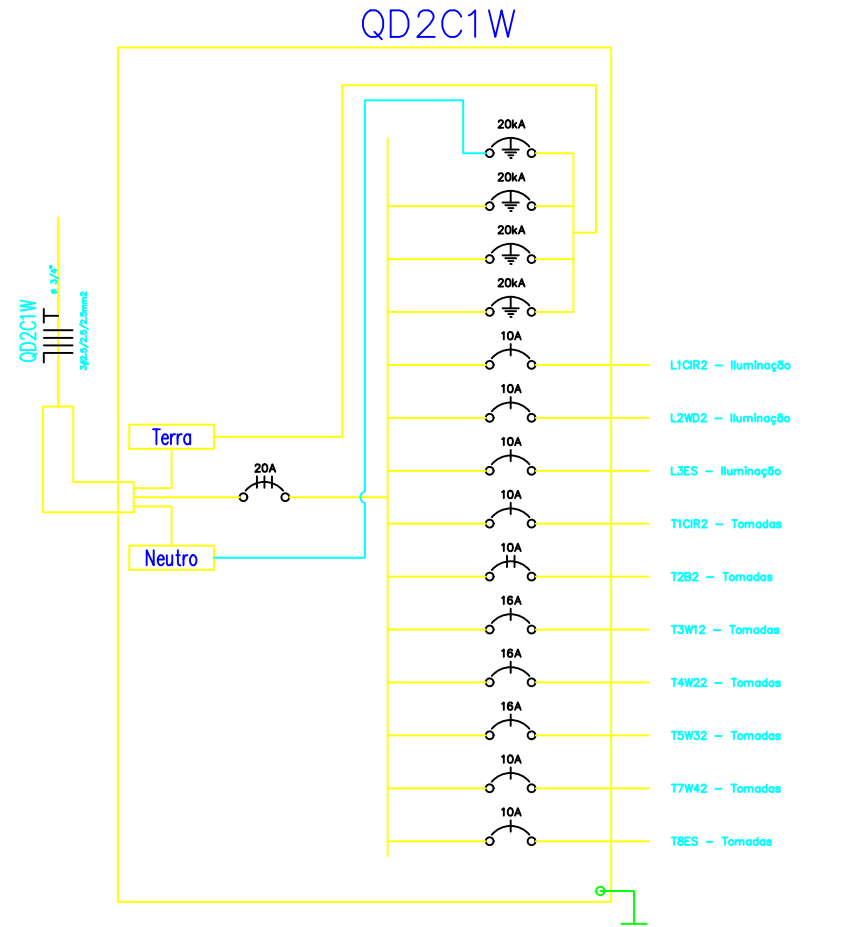 QD2C1W
20kA
20kA
20kA
20kA
10A
L1CIR2 - Iluminação
10A
L2WD2 - Iluminação
10A
L3ES - Iluminação
10A
T1CIR2 - Tomadas
10A
T2B2 - Tomadas
16A
T3W12 - Tomadas
16A
T4W22 - Tomadas
16A
T5W32 - Tomadas
10A
T7W42 - Tomadas
10A
T8ES - Tomadas
QD2C1W
ø 3/4"
3#2.5/2.5/2.5mm2
Terra
20A
Neutro